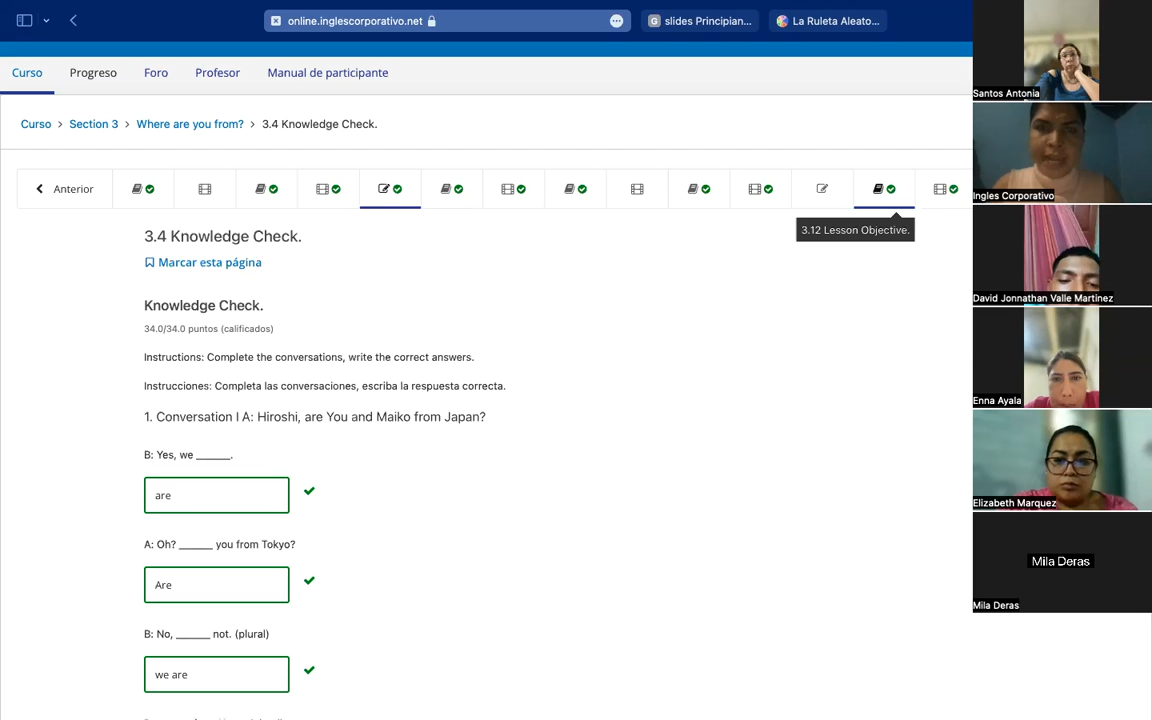 online.inglescorporativo.net
slides Principian...
La Ruleta Aleato...
Curso
Progreso
Foro
Profesor
Manual de participante
Curso > Section 3 > Where are you from? > 3.4 Knowledge Check.
Anterior
3.12 Lesson Objective.
3.4 Knowledge Check.
Marcar esta página
Knowledge Check.
34.0/34.0 puntos (calificados)
Instructions: Complete the conversations, write the correct answers.
Instrucciones: Completa las conversaciones, escriba la respuesta correcta.
1. Conversation I A: Hiroshi, are You and Maiko from Japan?
B: Yes, we ______.
are
A: Oh? ______ you from Tokyo?
Are
B: No, ______ not. (plural)
we are
Santos Antonia
Ingles Corporativo
David Jonnathan Valle Martinez
Enna Ayala
Elizabeth Marquez
Mila Deras
Mila Deras